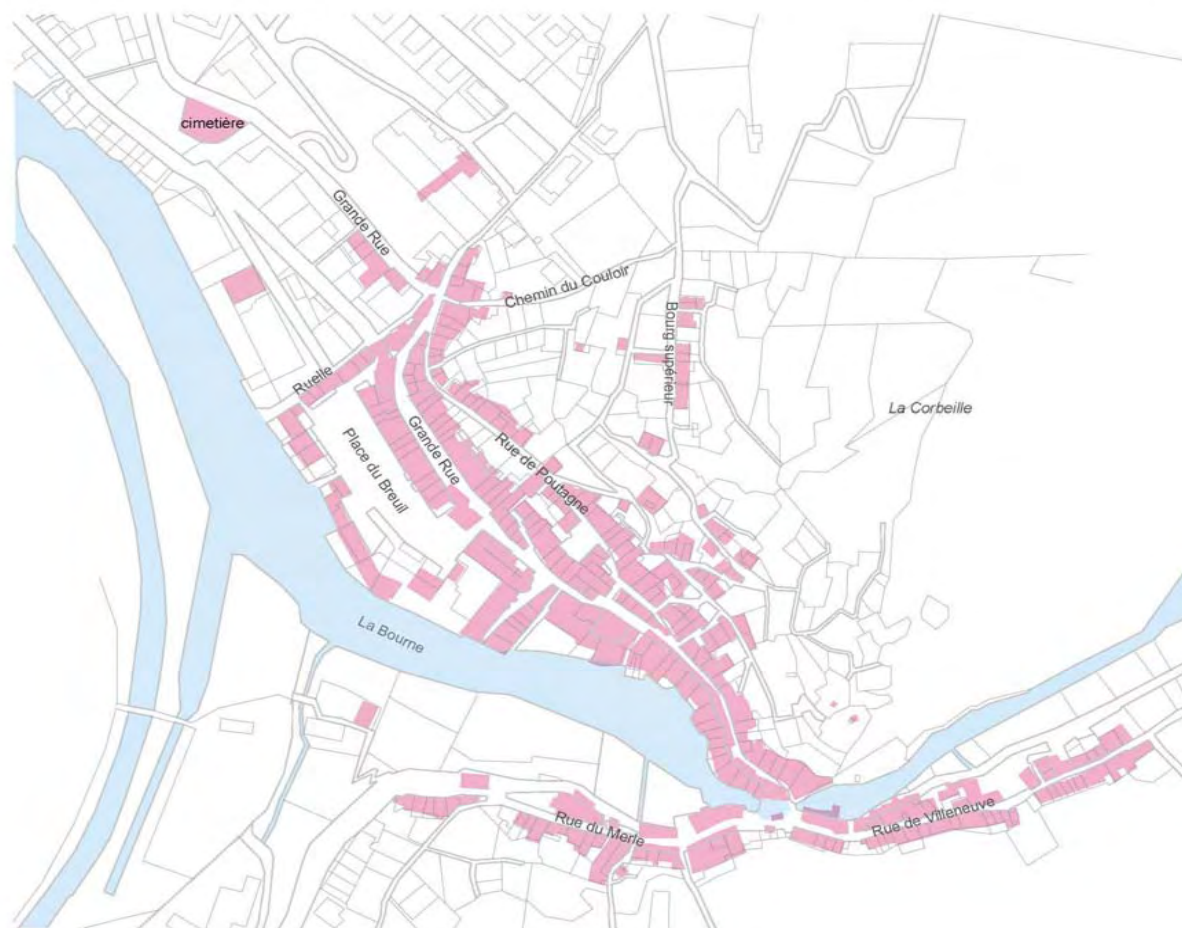 cimetière
Grande Rue
Chemin du Couloir
Bourg supérieur
Ruelle
La Corbeille
Place du Breuil
Grande Rue
Rue de Poutagne
La Bourne
Rue du Merle
Rue de Villeneuve